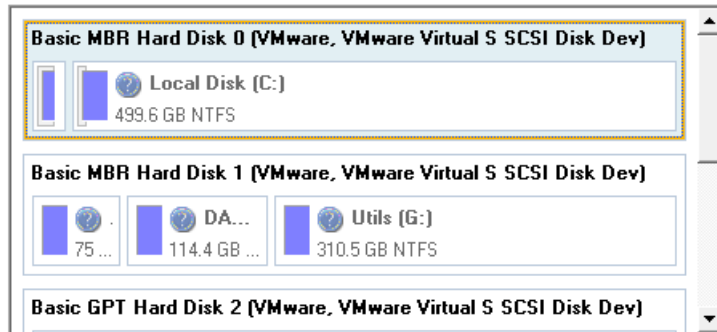 Basic MBR Hard Disk 0 (VMware, VMware Virtual S SCSI Disk Dev)
Local Disk (C:)
499.6 GB NTFS
Basic MBR Hard Disk 1 (VMware, VMware Virtual S SCSI Disk Dev)
. DA... Utils (G:)
75 ... 114.4 GB ... 310.5 GB NTFS
Basic GPT Hard Disk 2 (VMware, VMware Virtual S SCSI Disk Dev)